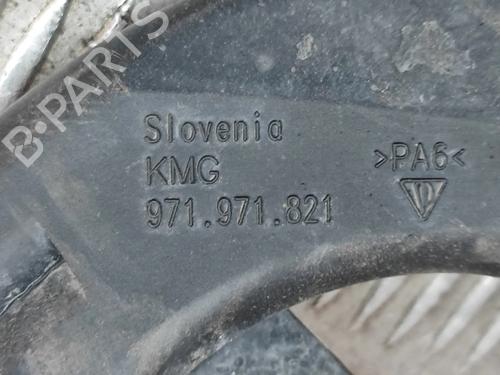 B-PARTS
Slovenia
KMG
971.971.821
>PA6<